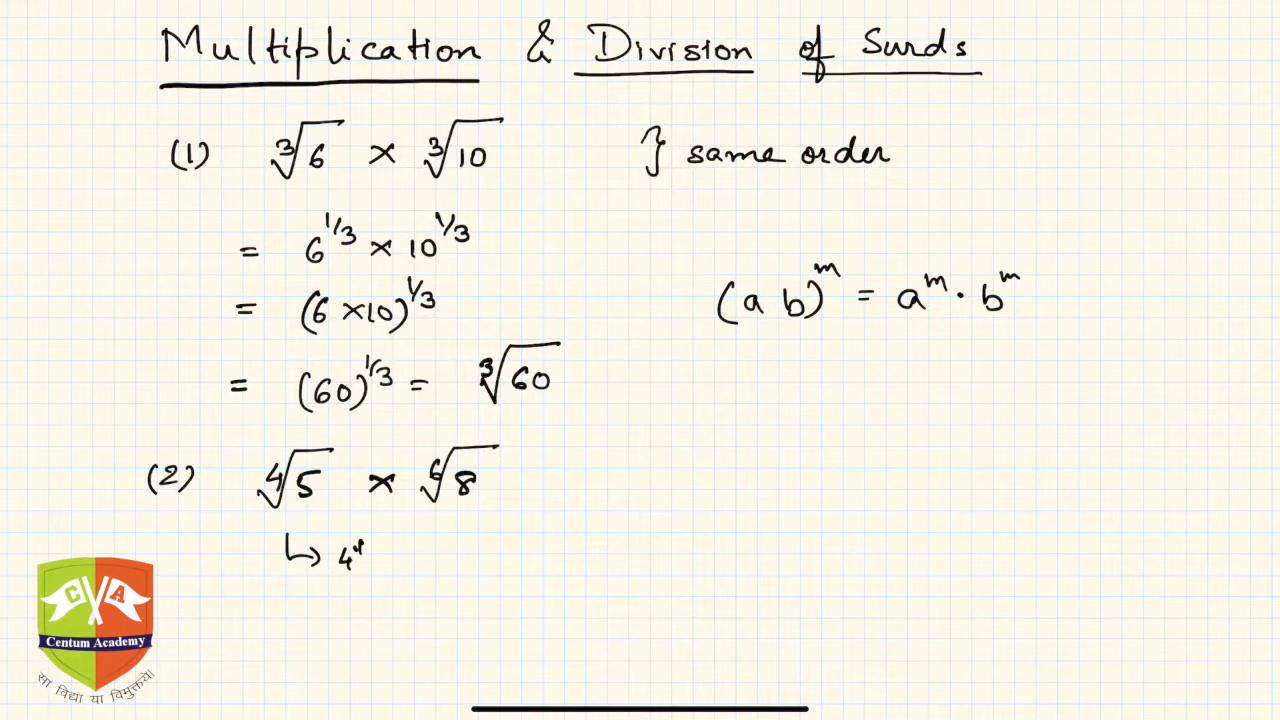 Multiplication & Division of Surds
(1) ∛6 × ∛10 } same order
= 6^{1/3} × 10^{1/3}
= (6 × 10)^{1/3} (a b)^m = a^m · b^m
= (60)^{1/3} = ∛60
(2) ∜5 × ⁶√8
↳ 4
C A
Centum Academy
सा विद्या या विमुक्तये।